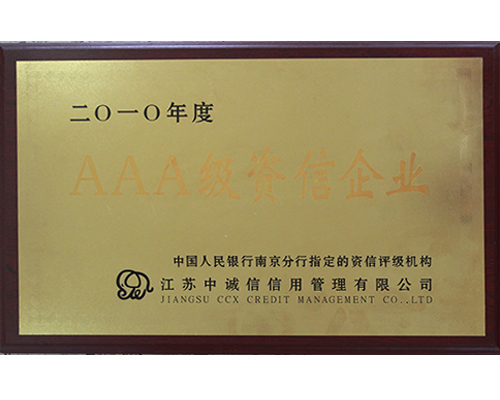 二〇一〇年度
AAA级资信企业
中国人民银行南京分行指定的资信评级机构
江苏中诚信信用管理有限公司
JIANGSU CCX CREDIT MANAGEMENT CO.,LTD